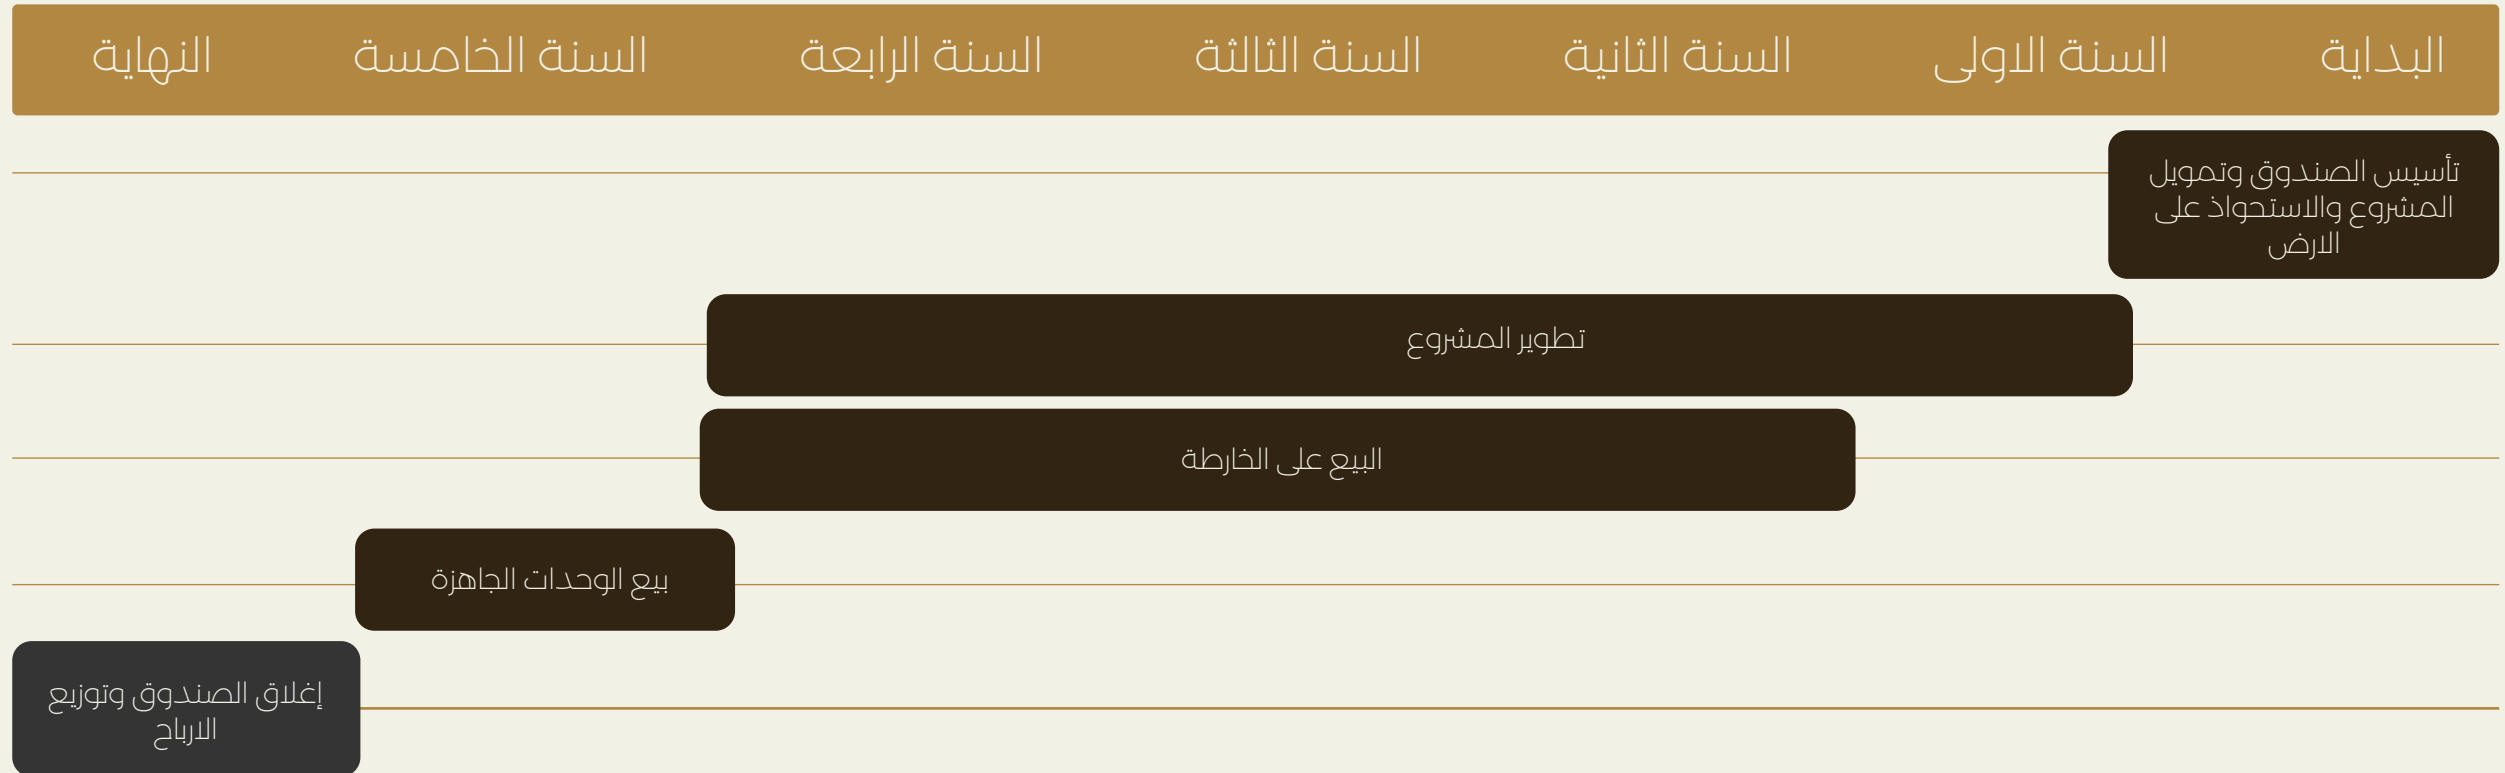 البداية
السنة الاولى
السنة الثانية
السنة الثالثة
السنة الرابعة
السنة الخامسة
النهاية
تأسيس الصندوق وتمويل
المشروع والاستحواذ على
الارض
تطوير المشروع
البيع على الخارطة
بيع الوحدات الجاهزة
إغلاق الصندوق وتوزيع
الارباح